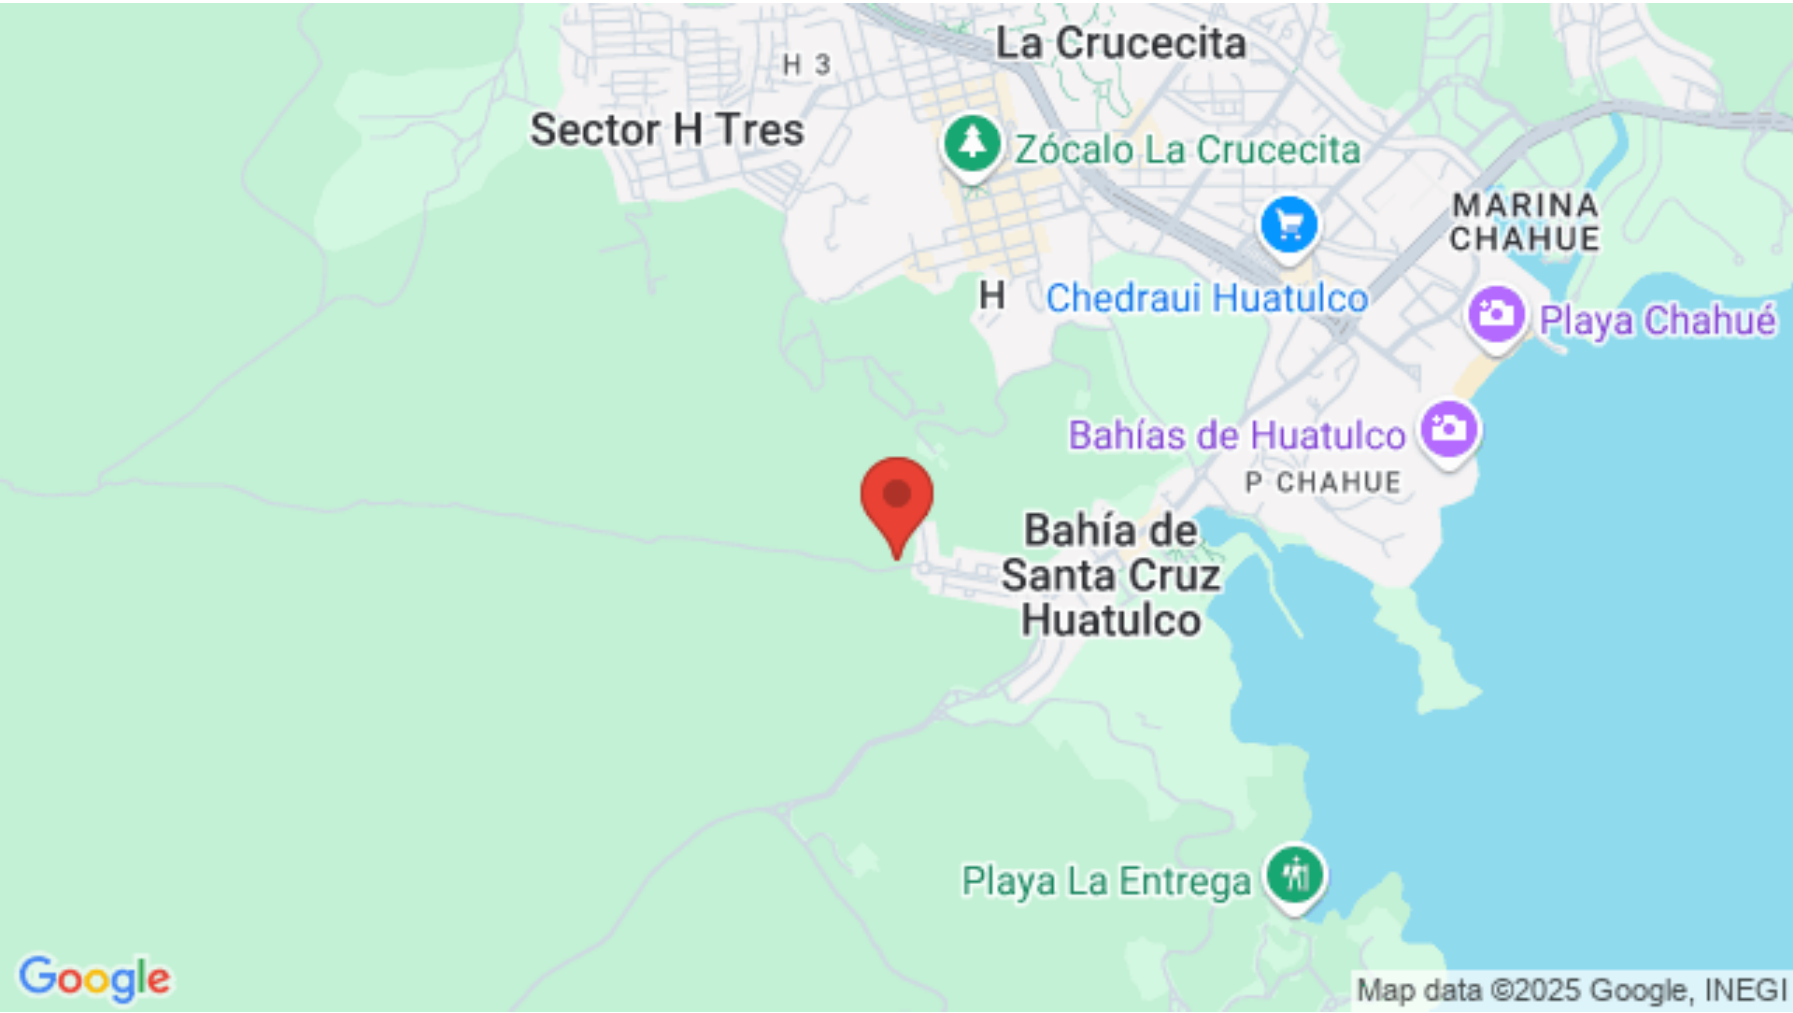 La Crucecita
H 3
Sector H Tres
Zócalo La Crucecita
MARINA
CHAHUE
H
Chedraui Huatulco
Playa Chahué
Bahías de Huatulco
P CHAHUE
Bahía de
Santa Cruz
Huatulco
Playa La Entrega
Google
Map data ©2025 Google, INEGI